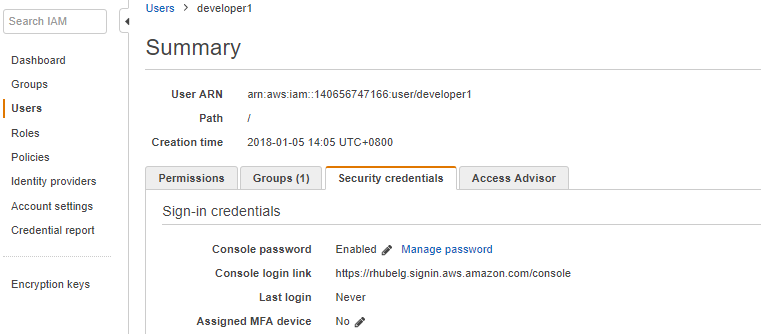 Search IAM
Dashboard
Groups
Users
Roles
Policies
Identity providers
Account settings
Credential report
Encryption keys
Users > developer1
Summary
User ARN arn:aws:iam::140656747166:user/developer1
Path /
Creation time 2018-01-05 14:05 UTC+0800
Permissions Groups (1) Security credentials Access Advisor
Sign-in credentials
Console password Enabled Manage password
Console login link https://rhubelg.signin.aws.amazon.com/console
Last login Never
Assigned MFA device No